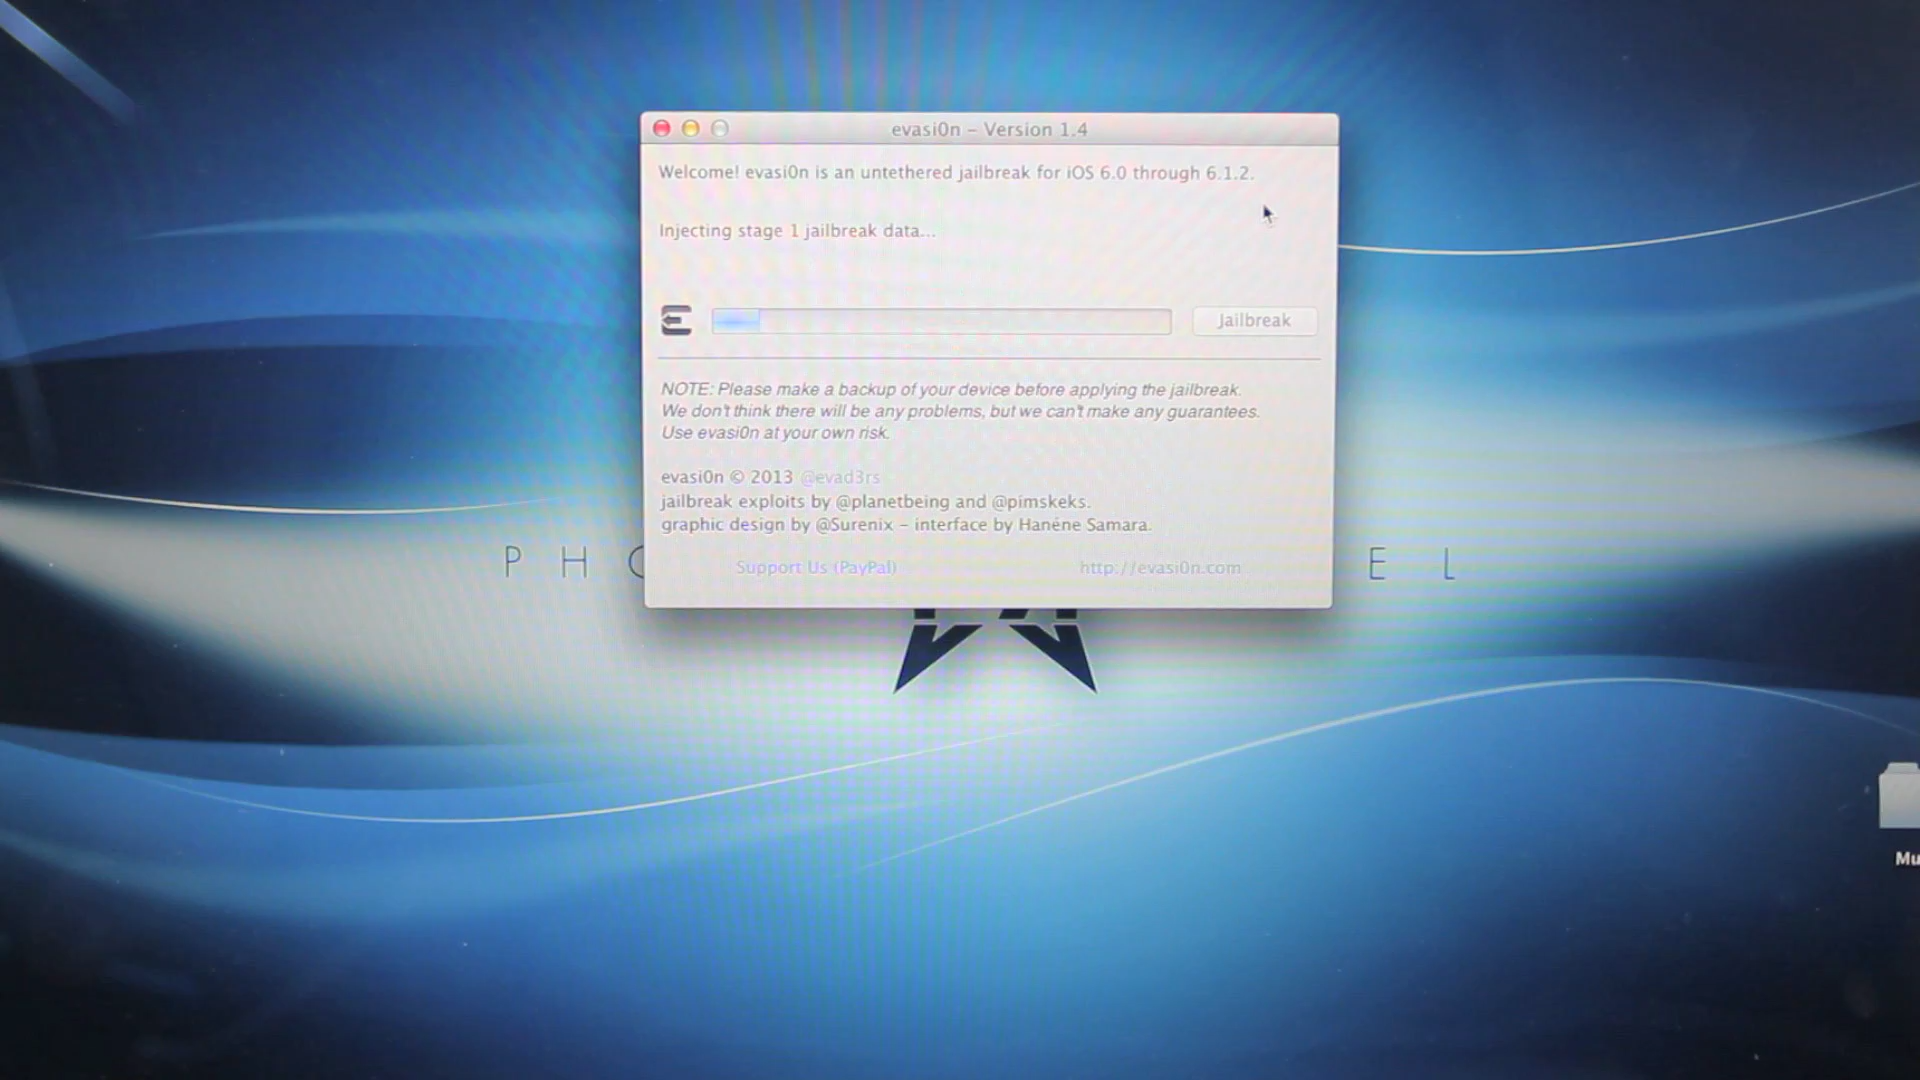 evasi0n – Version 1.4
Welcome! evasi0n is an untethered jailbreak for iOS 6.0 through 6.1.2.
Injecting stage 1 jailbreak data...
Jailbreak
NOTE: Please make a backup of your device before applying the jailbreak.
We don't think there will be any problems, but we can't make any guarantees.
Use evasi0n at your own risk.
evasi0n © 2013 @evad3rs
jailbreak exploits by @planetbeing and @pimskeks.
graphic design by @Surenix – interface by Hanéne Samara.
P H E L
Support Us (PayPal) http://evasi0n.com
Mu